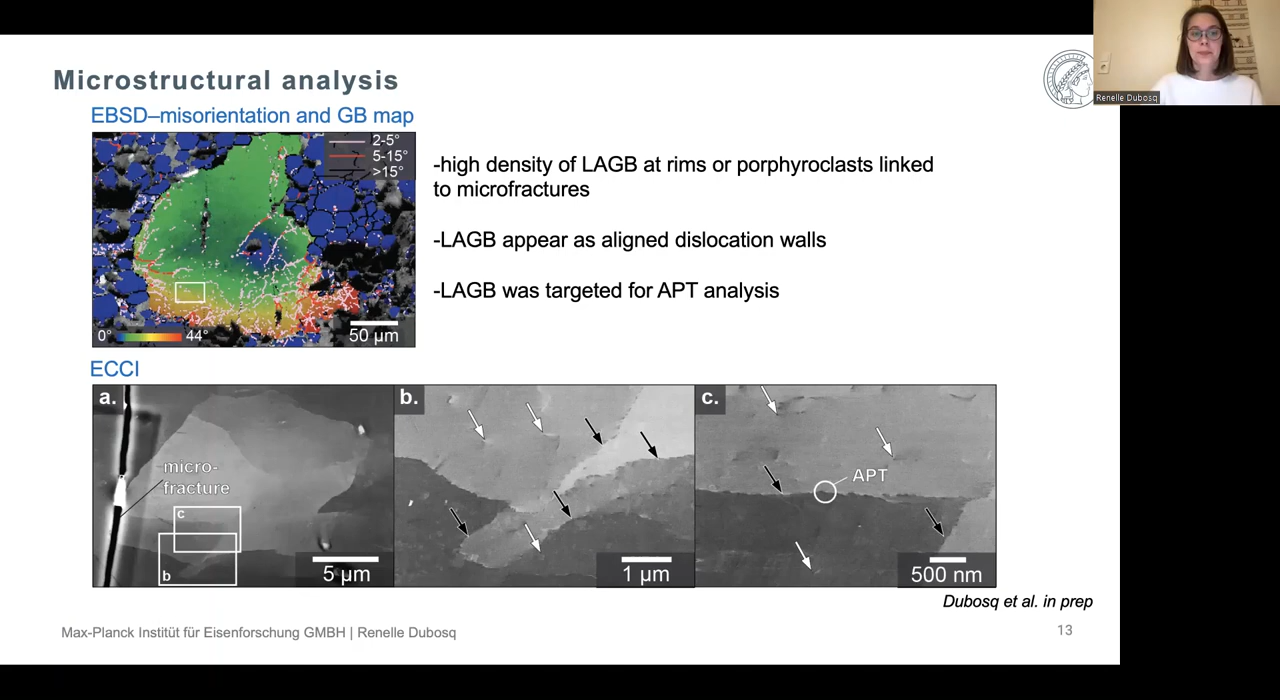 Microstructural analysis
EBSD–misorientation and GB map
2-5°
5-15°
>15°
0°
44°
50 µm
-high density of LAGB at rims or porphyroclasts linked
to microfractures
-LAGB appear as aligned dislocation walls
-LAGB was targeted for APT analysis
ECCI
a.
micro-
fracture
c
b
5 µm
b.
1 µm
c.
APT
500 nm
Dubosq et al. in prep
Max-Planck Institüt für Eisenforschung GMBH | Renelle Dubosq
13
Renelle Dubosq